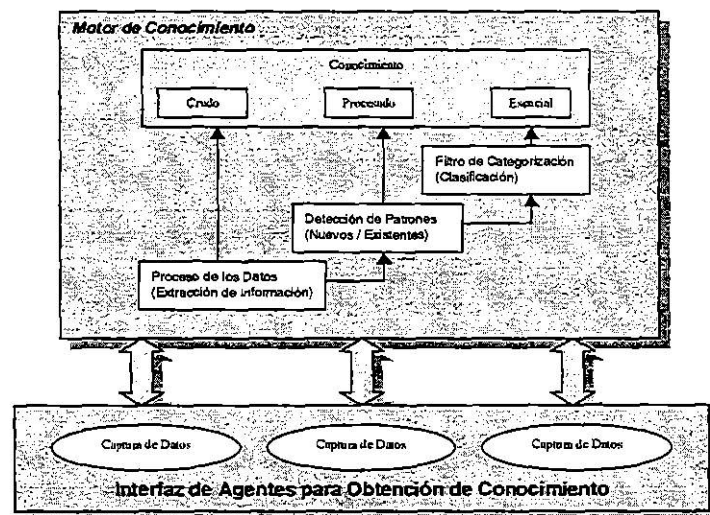 Motor de Conocimiento
Conocimiento
Crudo
Procesado
Esencial
Filtro de Categorización
(Clasificación)
Detección de Patrones
(Nuevos / Existentes)
Proceso de los Datos
(Extracción de Información)
Captura de Datos
Captura de Datos
Captura de Datos
Interfaz de Agentes para Obtención de Conocimiento